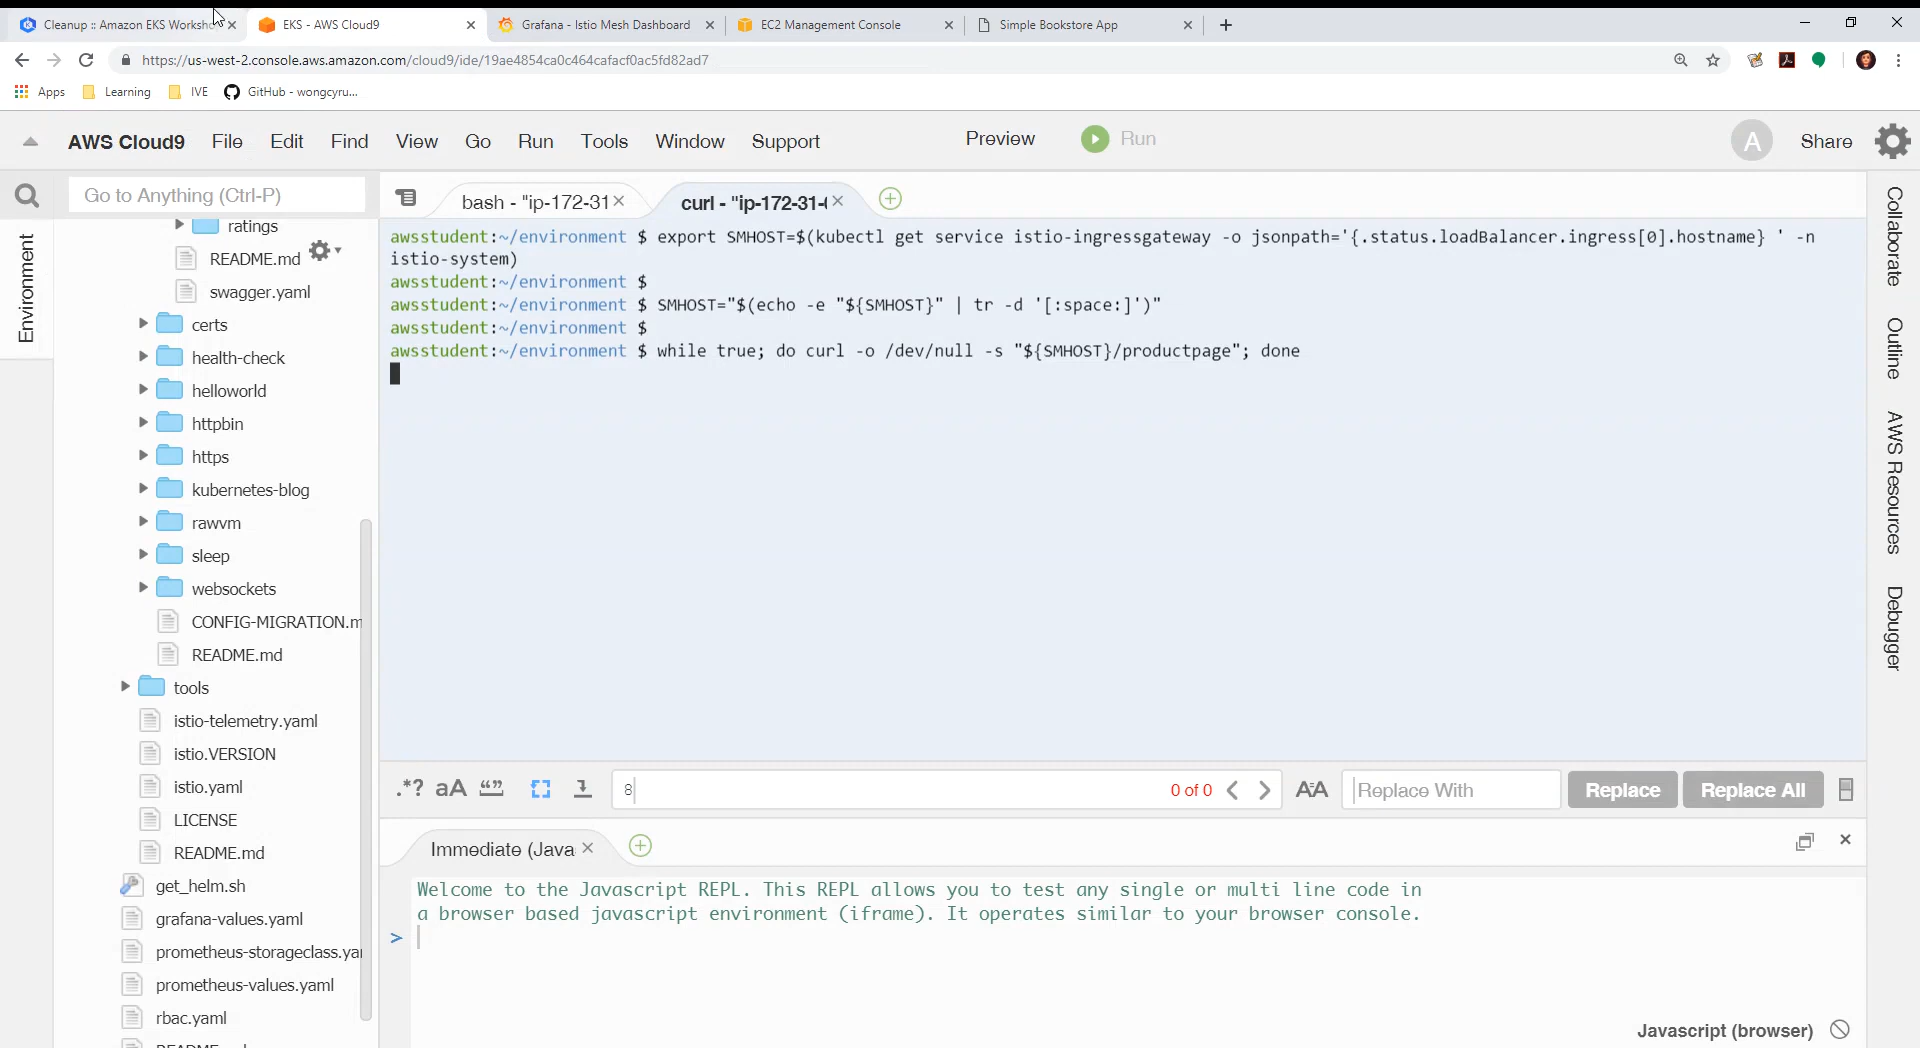 Cleanup :: Amazon EKS Worksho
EKS - AWS Cloud9
Grafana - Istio Mesh Dashboard
EC2 Management Console
Simple Bookstore App
https://us-west-2.console.aws.amazon.com/cloud9/ide/19ae4854ca0c464cafacf0ac5fd82ad7
Apps
Learning
IVE
GitHub - wongcyru...
AWS Cloud9 File Edit Find View Go Run Tools Window Support
Preview
Run
A
Share
Go to Anything (Ctrl-P)
bash - "ip-172-31
curl - "ip-172-31-(
Environment
ratings
README.md
swagger.yaml
certs
health-check
helloworld
httpbin
https
kubernetes-blog
rawvm
sleep
websockets
CONFIG-MIGRATION.m
README.md
tools
istio-telemetry.yaml
istio.VERSION
istio.yaml
LICENSE
README.md
get_helm.sh
grafana-values.yaml
prometheus-storageclass.yar
prometheus-values.yaml
rbac.yaml
awsstudent:~/environment $ export SMHOST=$(kubectl get service istio-ingressgateway -o jsonpath='{.status.loadBalancer.ingress[0].hostname} ' -n
istio-system)
awsstudent:~/environment $
awsstudent:~/environment $ SMHOST="$(echo -e "${SMHOST}" | tr -d '[:space:]')"
awsstudent:~/environment $
awsstudent:~/environment $ while true; do curl -o /dev/null -s "${SMHOST}/productpage"; done
.*? aA “”
8
0 of 0
AA
Replace With
Replace
Replace All
Immediate (Java
Welcome to the Javascript REPL. This REPL allows you to test any single or multi line code in
a browser based javascript environment (iframe). It operates similar to your browser console.
>
Javascript (browser)
Collaborate
Outline
AWS Resources
Debugger